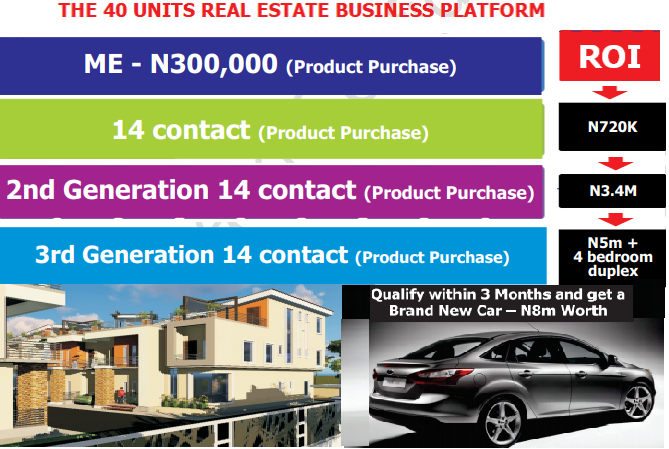 THE 40 UNITS REAL ESTATE BUSINESS PLATFORM
ME - N300,000 (Product Purchase)
ROI
14 contact (Product Purchase)
N720K
2nd Generation 14 contact (Product Purchase)
N3.4M
3rd Generation 14 contact (Product Purchase)
N5m +
4 bedroom
duplex
Qualify within 3 Months and get a
Brand New Car – N8m Worth